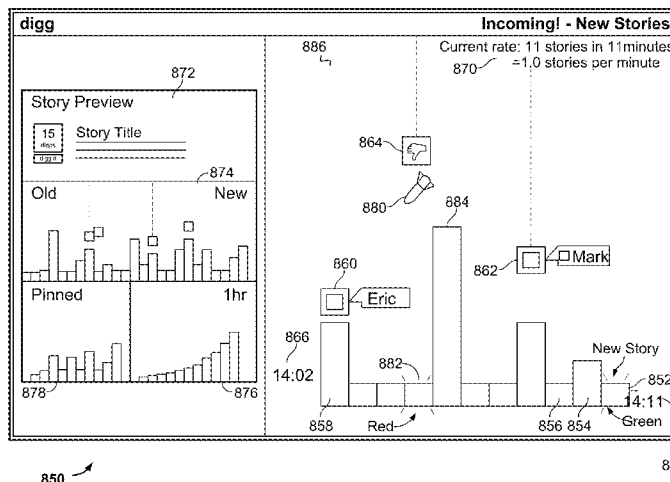 digg
Incoming! - New Stories
886
Current rate: 11 stories in 11minutes
870
=1.0 stories per minute
872
Story Preview
15
diggs
digg it
Story Title
864
874
Old
New
880
884
860
Eric
862
Mark
Pinned
1hr
866
14:02
882
New Story
852
14:11
878
876
858
Red
856
854
Green
850
8